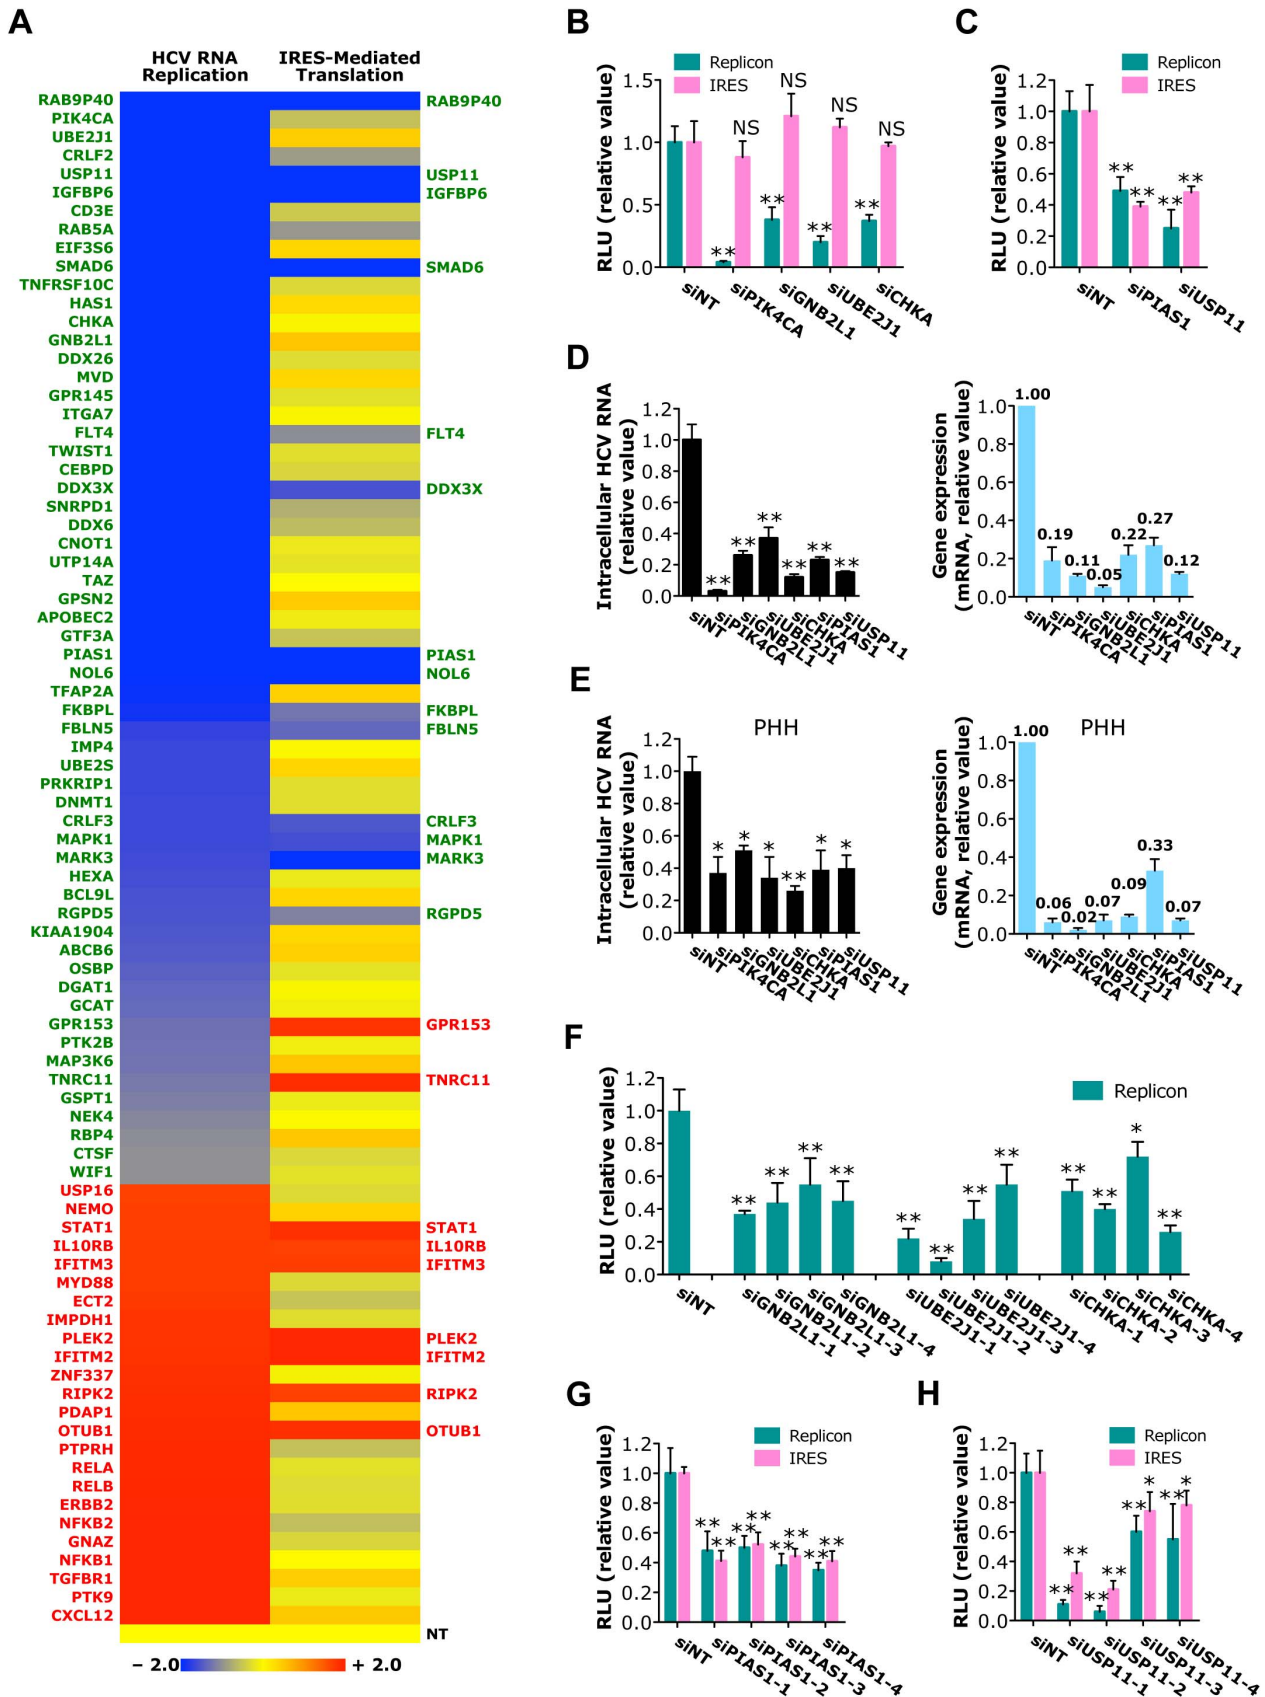 A
HCV RNA
Replication
IRES-Mediated
Translation
RAB9P40
PIK4CA
UBE2J1
CRLF2
USP11
IGFBP6
CD3E
RAB5A
EIF3S6
SMAD6
TNFRSF10C
HAS1
CHKA
GNB2L1
DDX26
MVD
GPR145
ITGA7
FLT4
TWIST1
CEBPD
DDX3X
SNRPD1
DDX6
CNOT1
UTP14A
TAZ
GPSN2
APOBEC2
GTF3A
PIAS1
NOL6
TFAP2A
FKBPL
FBLN5
IMP4
UBE2S
PRKRIP1
DNMT1
CRLF3
MAPK1
MARK3
HEXA
BCL9L
RGPD5
KIAA1904
ABCB6
OSBP
DGAT1
GCAT
GPR153
PTK2B
MAP3K6
TNRC11
GSPT1
NEK4
RBP4
CTSF
WIF1
USP16
NEMO
STAT1
IL10RB
IFITM3
MYD88
ECT2
IMPDH1
PLEK2
IFITM2
ZNF337
RIPK2
PDAP1
OTUB1
PTPRH
RELA
RELB
ERBB2
NFKB2
GNAZ
NFKB1
TGFBR1
PTK9
CXCL12
RAB9P40
USP11
IGFBP6
SMAD6
FLT4
DDX3X
PIAS1
NOL6
FKBPL
FBLN5
CRLF3
MAPK1
MARK3
RGPD5
GPR153
TNRC11
STAT1
IL10RB
IFITM3
PLEK2
IFITM2
RIPK2
OTUB1
NT
− 2.0
+ 2.0
B
Replicon
IRES
RLU (relative value)
1.5
1.0
0.5
0.0
**
NS
**
NS
**
NS
**
NS
siNT
siPIK4CA
siGNB2L1
siUBE2J1
siCHKA
C
Replicon
IRES
RLU (relative value)
1.2
1.0
0.8
0.6
0.4
0.2
0.0
**
**
**
**
siNT
siPIAS1
siUSP11
D
Intracellular HCV RNA
(relative value)
1.2
1.0
0.8
0.6
0.4
0.2
0.0
**
**
**
**
**
**
siNT
siPIK4CA
siGNB2L1
siUBE2J1
siCHKA
siPIAS1
siUSP11
Gene expression
(mRNA, relative value)
1.0
0.8
0.6
0.4
0.2
0.0
1.00
0.19
0.11
0.05
0.22
0.27
0.12
siNT
siPIK4CA
siGNB2L1
siUBE2J1
siCHKA
siPIAS1
siUSP11
E
PHH
Intracellular HCV RNA
(relative value)
1.2
1.0
0.8
0.6
0.4
0.2
0.0
*
*
*
**
*
*
siNT
siPIK4CA
siGNB2L1
siUBE2J1
siCHKA
siPIAS1
siUSP11
PHH
Gene expression
(mRNA, relative value)
1.0
0.8
0.6
0.4
0.2
0.0
1.00
0.06
0.02
0.07
0.09
0.33
0.07
siNT
siPIK4CA
siGNB2L1
siUBE2J1
siCHKA
siPIAS1
siUSP11
F
Replicon
RLU (relative value)
1.2
1.0
0.8
0.6
0.4
0.2
0.0
**
**
**
**
**
**
**
**
**
**
*
**
siNT
siGNB2L1-1
siGNB2L1-2
siGNB2L1-3
siGNB2L1-4
siUBE2J1-1
siUBE2J1-2
siUBE2J1-3
siUBE2J1-4
siCHKA-1
siCHKA-2
siCHKA-3
siCHKA-4
G
Replicon
IRES
RLU (relative value)
1.2
1.0
0.8
0.6
0.4
0.2
0.0
**
**
**
**
**
**
**
**
siNT
siPIAS1-1
siPIAS1-2
siPIAS1-3
siPIAS1-4
H
Replicon
IRES
RLU (relative value)
1.2
1.0
0.8
0.6
0.4
0.2
0.0
**
**
**
**
**
*
**
*
siNT
siUSP11-1
siUSP11-2
siUSP11-3
siUSP11-4